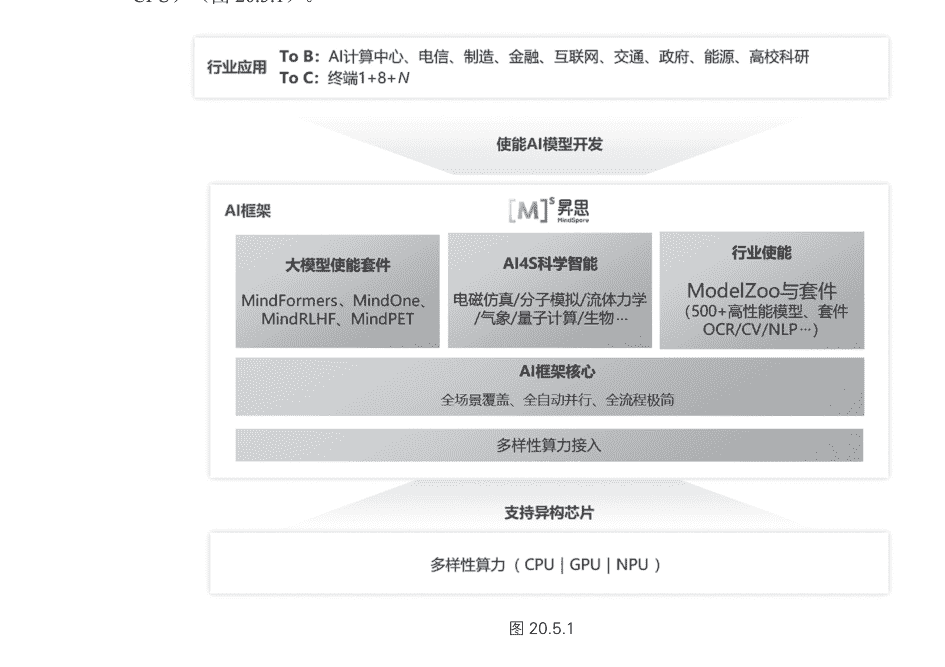 CPU）（图 20.5.1）。
行业应用
To B：AI计算中心、电信、制造、金融、互联网、交通、政府、能源、高校科研
To C：终端1+8+N
使能AI模型开发
AI框架
[M]s 昇思
MindSpore
大模型使能套件
MindFormers、MindOne、
MindRLHF、MindPET
AI4S科学智能
电磁仿真/分子模拟/流体力学
/气象/量子计算/生物…
行业使能
ModelZoo与套件
（500+高性能模型、套件
OCR/CV/NLP…）
AI框架核心
全场景覆盖、全自动并行、全流程极简
多样性算力接入
支持异构芯片
多样性算力（ CPU | GPU | NPU ）
图 20.5.1